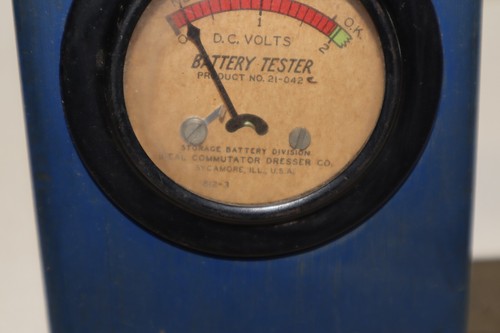 O.K.
0 1 2
D.C. VOLTS
BATTERY TESTER
PRODUCT NO. 21-042
STORAGE BATTERY DIVISION
COMMUTATOR DRESSER CO.
SYCAMORE, ILL., U.S.A.